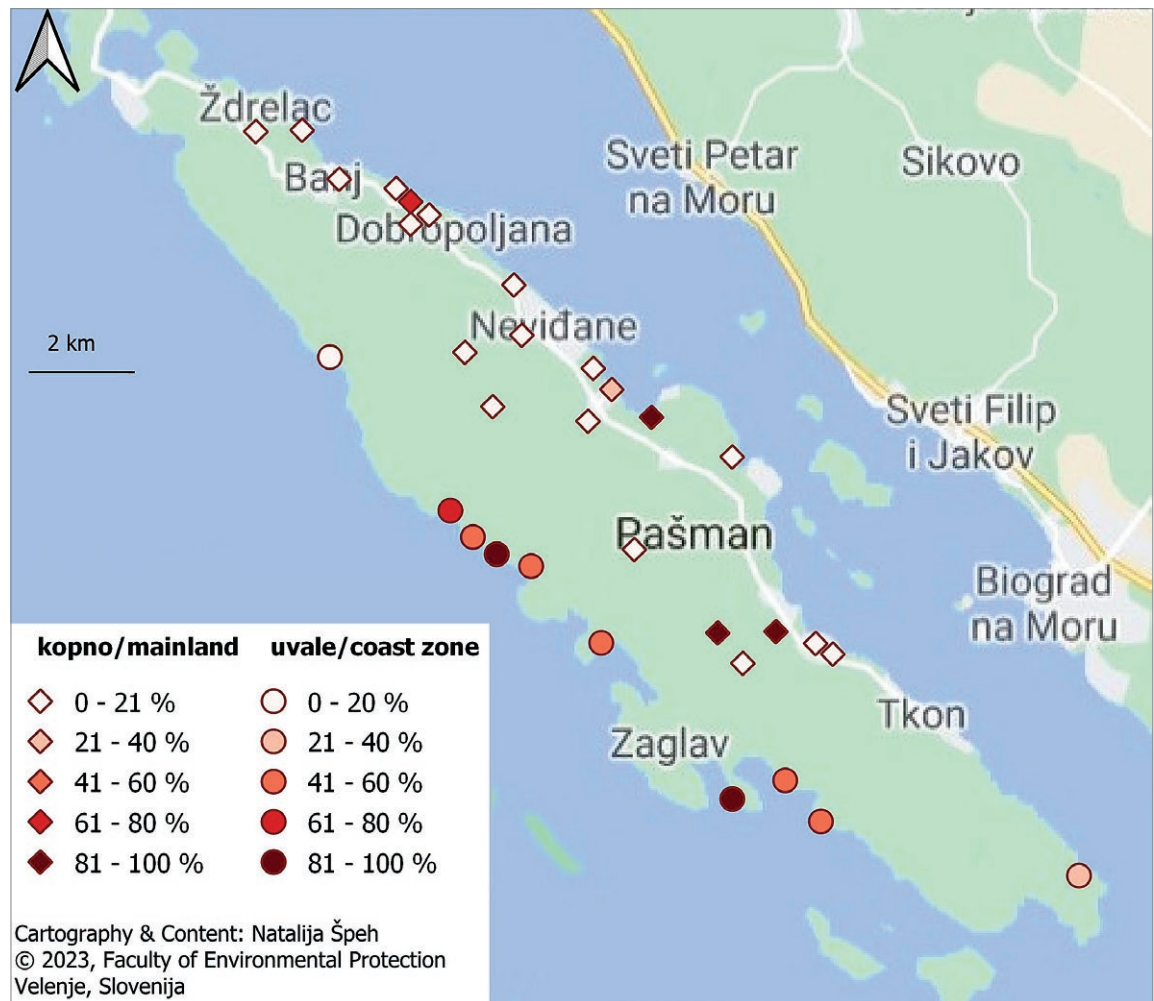 Ždrelac
Banj
Dobropoljana
Sveti Petar
na Moru
Sikovo
Neviđane
2 km
Sveti Filip
i Jakov
Pašman
Biograd
na Moru
Tkon
Zaglav
kopno/mainland uvale/coast zone
0 - 21 % 0 - 20 %
21 - 40 % 21 - 40 %
41 - 60 % 41 - 60 %
61 - 80 % 61 - 80 %
81 - 100 % 81 - 100 %
Cartography & Content: Natalija Špeh
© 2023, Faculty of Environmental Protection
Velenje, Slovenija